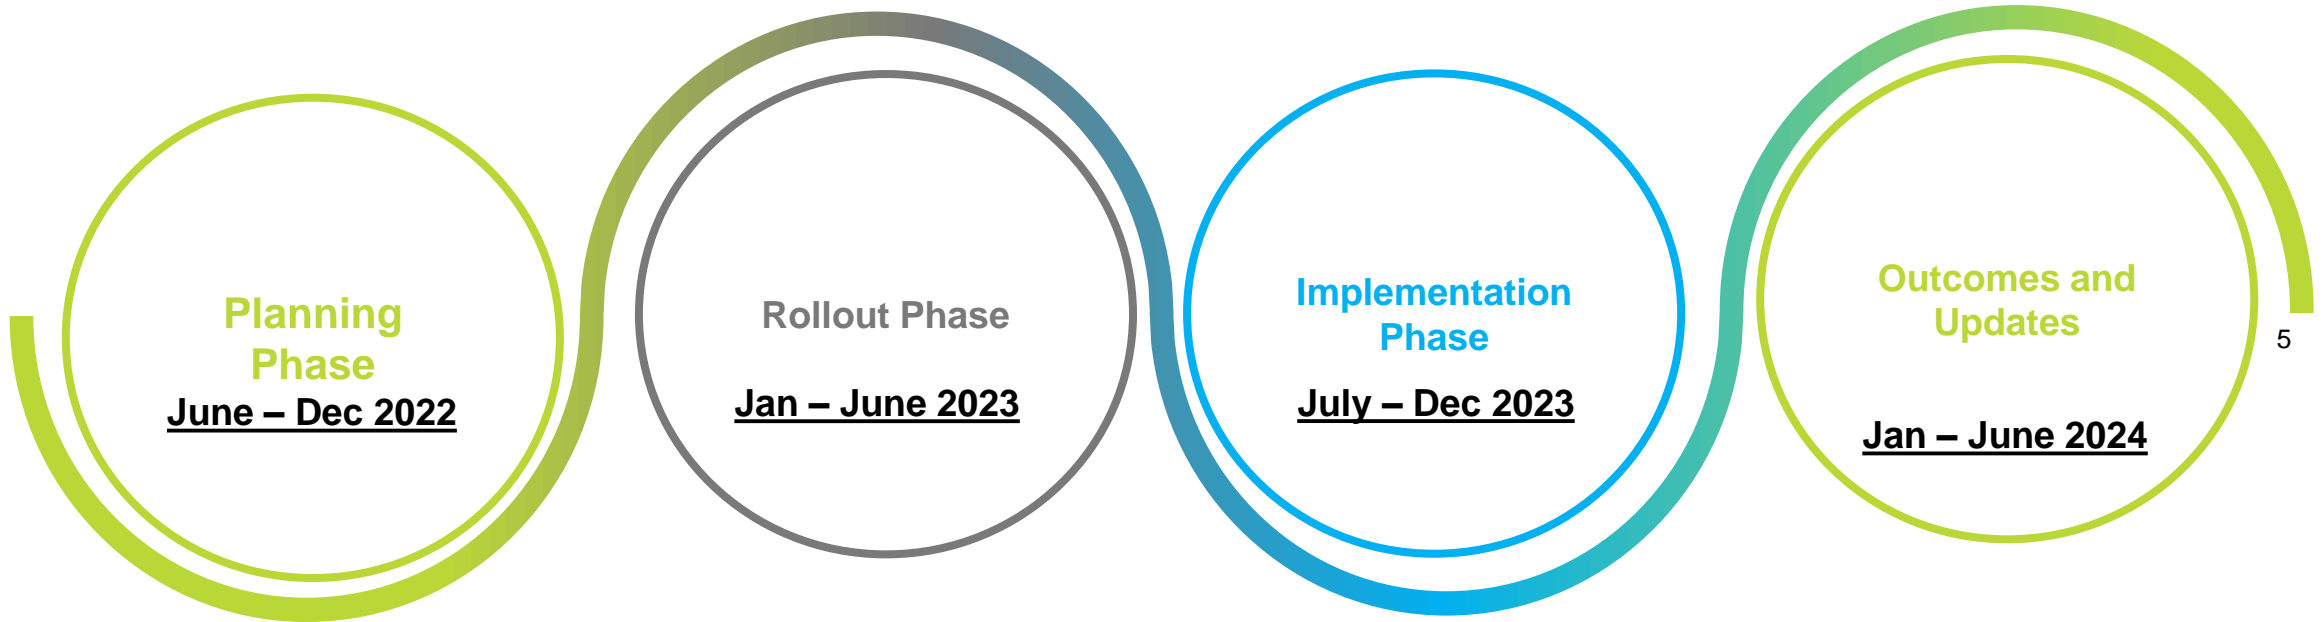 Planning
Phase
June – Dec 2022
Rollout Phase
Jan – June 2023
Implementation
Phase
July – Dec 2023
Outcomes and
Updates
Jan – June 2024
5